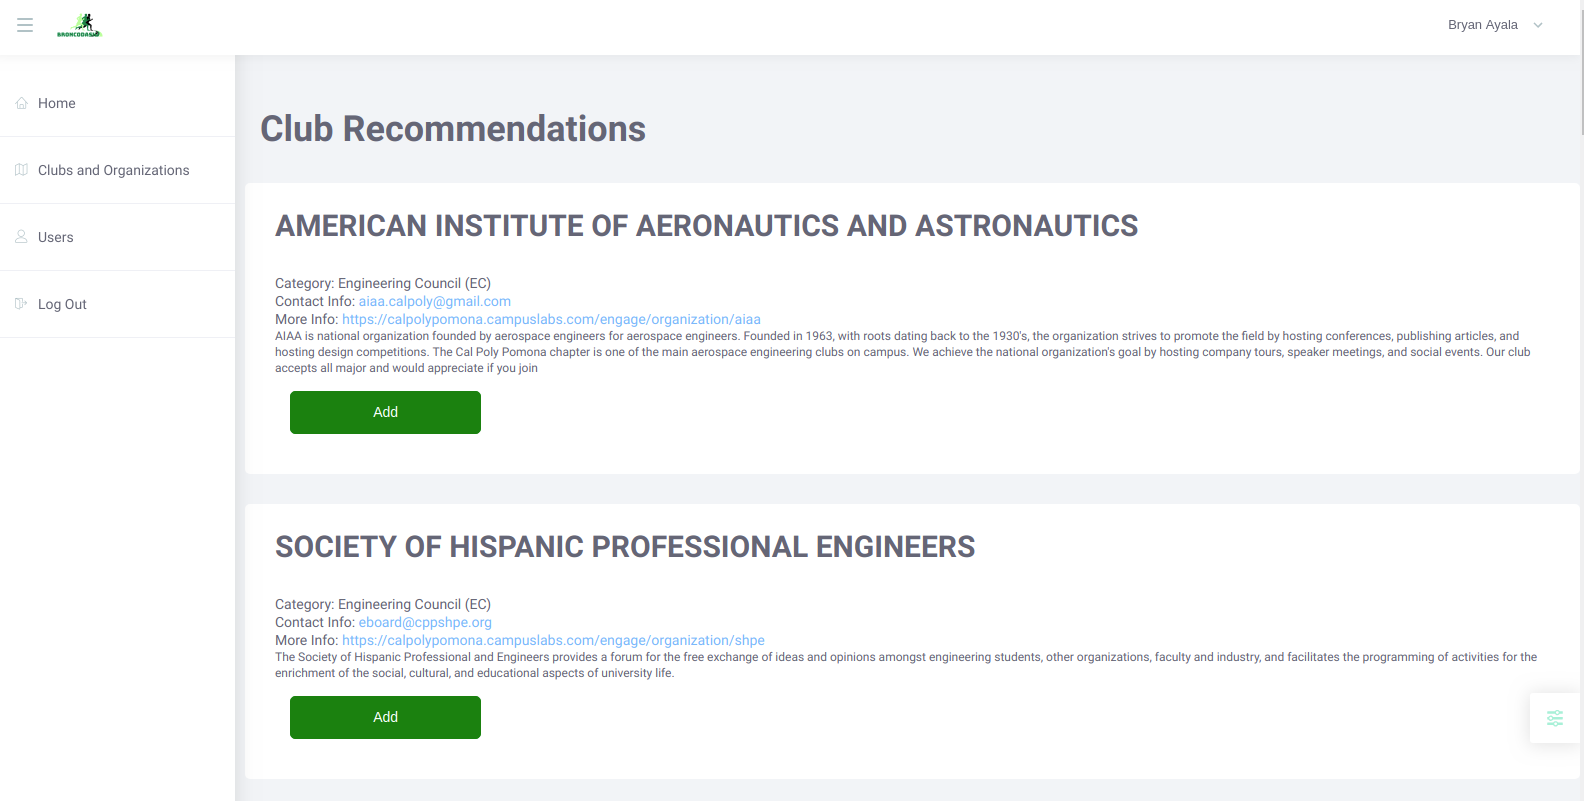 BRONCODASH
Bryan Ayala
Home
Clubs and Organizations
Users
Log Out
Club Recommendations
AMERICAN INSTITUTE OF AERONAUTICS AND ASTRONAUTICS
Category: Engineering Council (EC)
Contact Info: aiaa.calpoly@gmail.com
More Info: https://calpolypomona.campuslabs.com/engage/organization/aiaa
AIAA is national organization founded by aerospace engineers for aerospace engineers. Founded in 1963, with roots dating back to the 1930's, the organization strives to promote the field by hosting conferences, publishing articles, and
hosting design competitions. The Cal Poly Pomona chapter is one of the main aerospace engineering clubs on campus. We achieve the national organization's goal by hosting company tours, speaker meetings, and social events. Our club
accepts all major and would appreciate if you join
Add
SOCIETY OF HISPANIC PROFESSIONAL ENGINEERS
Category: Engineering Council (EC)
Contact Info: eboard@cppshpe.org
More Info: https://calpolypomona.campuslabs.com/engage/organization/shpe
The Society of Hispanic Professional and Engineers provides a forum for the free exchange of ideas and opinions amongst engineering students, other organizations, faculty and industry, and facilitates the programming of activities for the
enrichment of the social, cultural, and educational aspects of university life.
Add